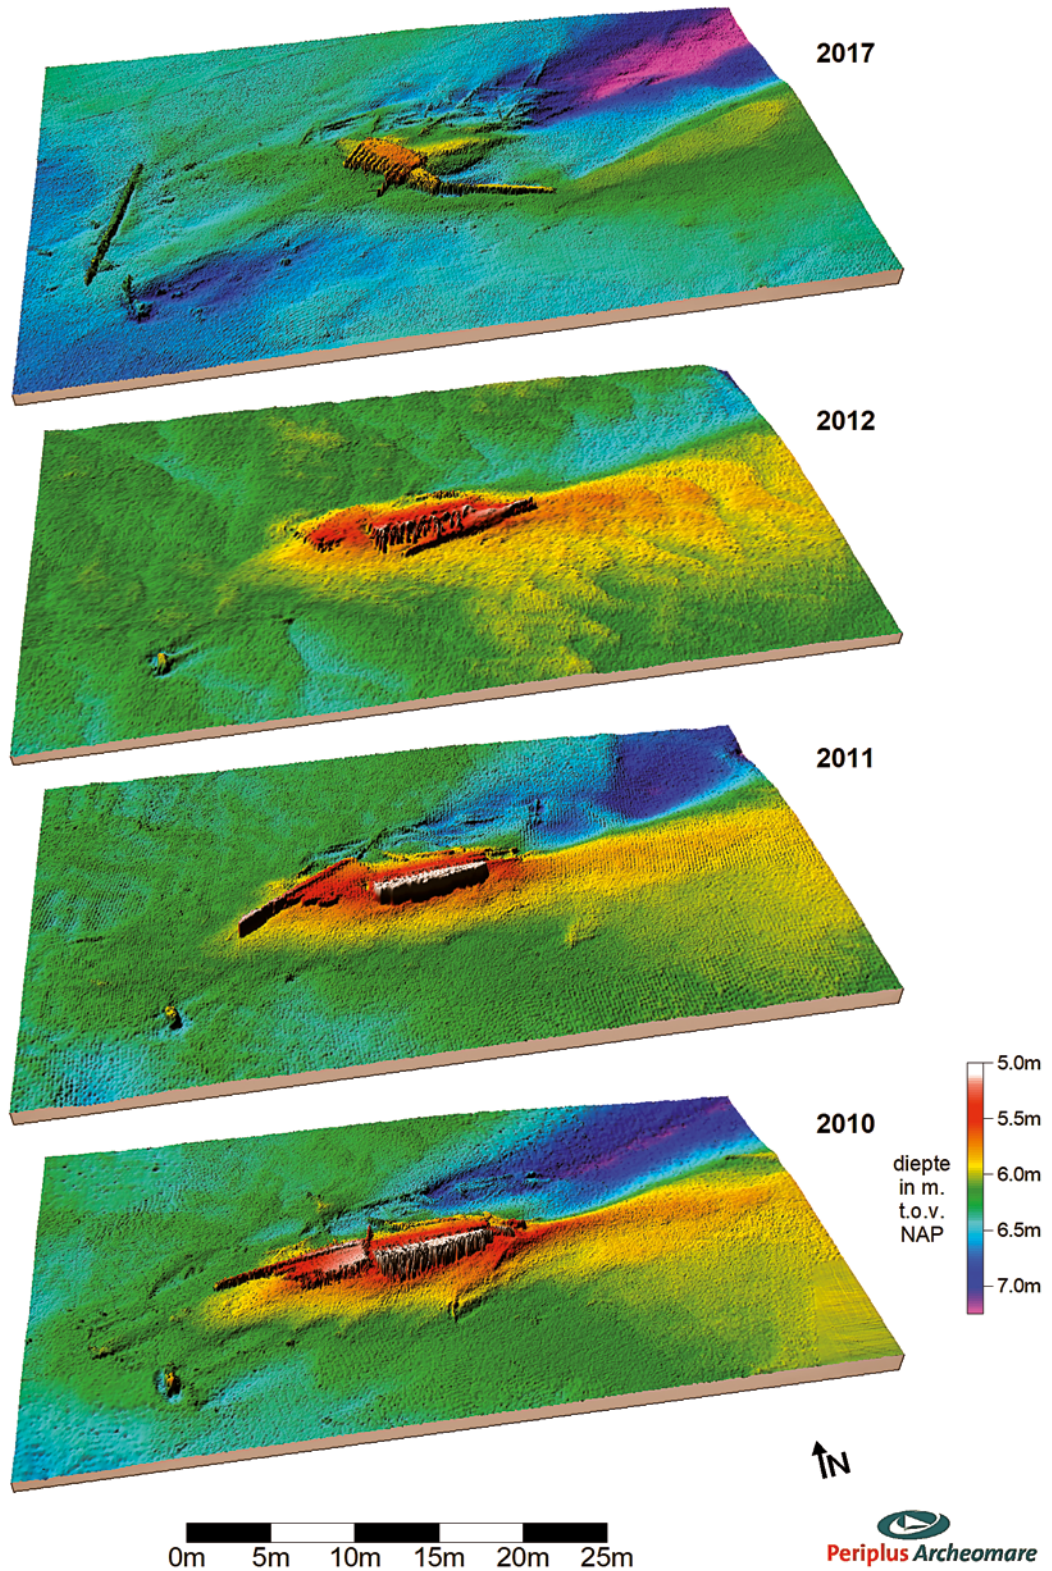 2017
2012
2011
5.0m
5.5m
6.0m
6.5m
7.0m
2010
diepte
in m.
t.o.v.
NAP
N
0m 5m 10m 15m 20m 25m
Periplus Archeomare